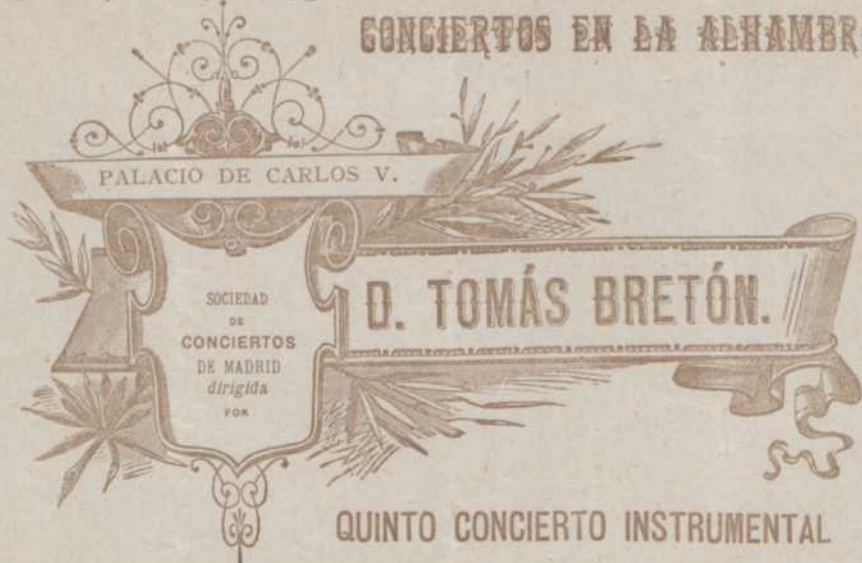 CONCIERTOS EN LA ALHAMBR
PALACIO DE CARLOS V.
SOCIEDAD
DE
CONCIERTOS
DE MADRID
dirigida
POR
D. TOMÁS BRETÓN.
QUINTO CONCIERTO INSTRUMENTAL